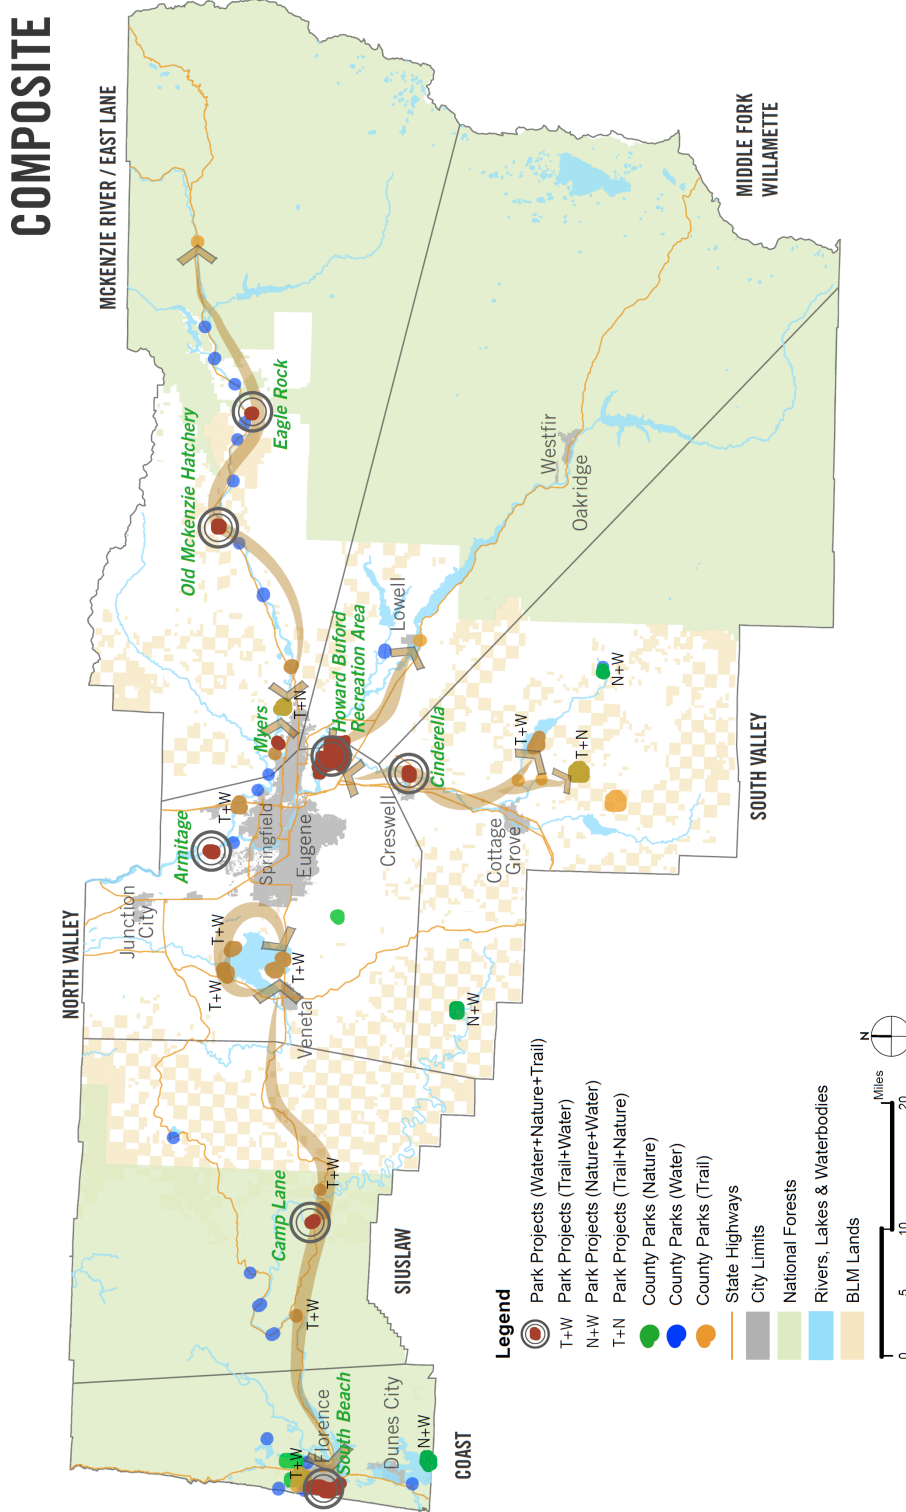 COMPOSITE
MCKENZIE RIVER / EAST LANE
MIDDLE FORK
WILLAMETTE
NORTH VALLEY
SOUTH VALLEY
SIUSLAW
COAST
Eagle Rock
Old Mckenzie Hatchery
Howard Buford
Recreation Area
Myers
Cinderella
Armitage
Camp Lane
South Beach
Westfir
Oakridge
Lowell
Springfield
Eugene
Creswell
Cottage
Grove
Junction
City
Veneta
Florence
Dunes City
T+N
T+W
T+W
T+N
N+W
T+W
T+W
T+W
N+W
T+W
T+W
T+W
N+W
Legend
Park Projects (Water+Nature+Trail)
T+W Park Projects (Trail+Water)
N+W Park Projects (Nature+Water)
T+N Park Projects (Trail+Nature)
County Parks (Nature)
County Parks (Water)
County Parks (Trail)
State Highways
City Limits
National Forests
Rivers, Lakes & Waterbodies
BLM Lands
0 5 10 20
Miles
N